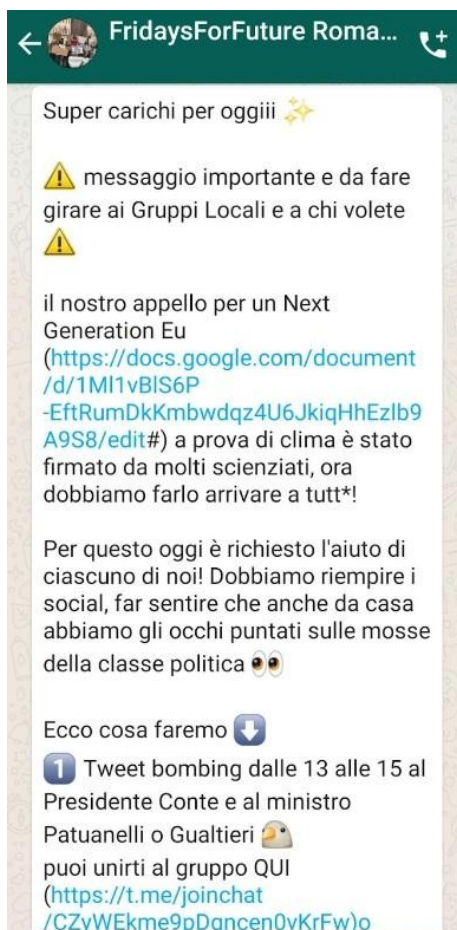 FridaysForFuture Roma...
Super carichi per oggiii ✨
⚠️ messaggio importante e da fare
girare ai Gruppi Locali e a chi volete
⚠️
il nostro appello per un Next
Generation Eu
(https://docs.google.com/document
/d/1Ml1vBlS6P
-EftRumDkKmbwdqz4U6JkiqHhEzlb9
A9S8/edit#) a prova di clima è stato
firmato da molti scienziati, ora
dobbiamo farlo arrivare a tutt*!
Per questo oggi è richiesto l'aiuto di
ciascuno di noi! Dobbiamo riempire i
social, far sentire che anche da casa
abbiamo gli occhi puntati sulle mosse
della classe politica 👀
Ecco cosa faremo ⬇️
1️⃣ Tweet bombing dalle 13 alle 15 al
Presidente Conte e al ministro
Patuanelli o Gualtieri 🐦
puoi unirti al gruppo QUI
(https://t.me/joinchat
/CZyWEkme9pDgncen0vKrFw)o